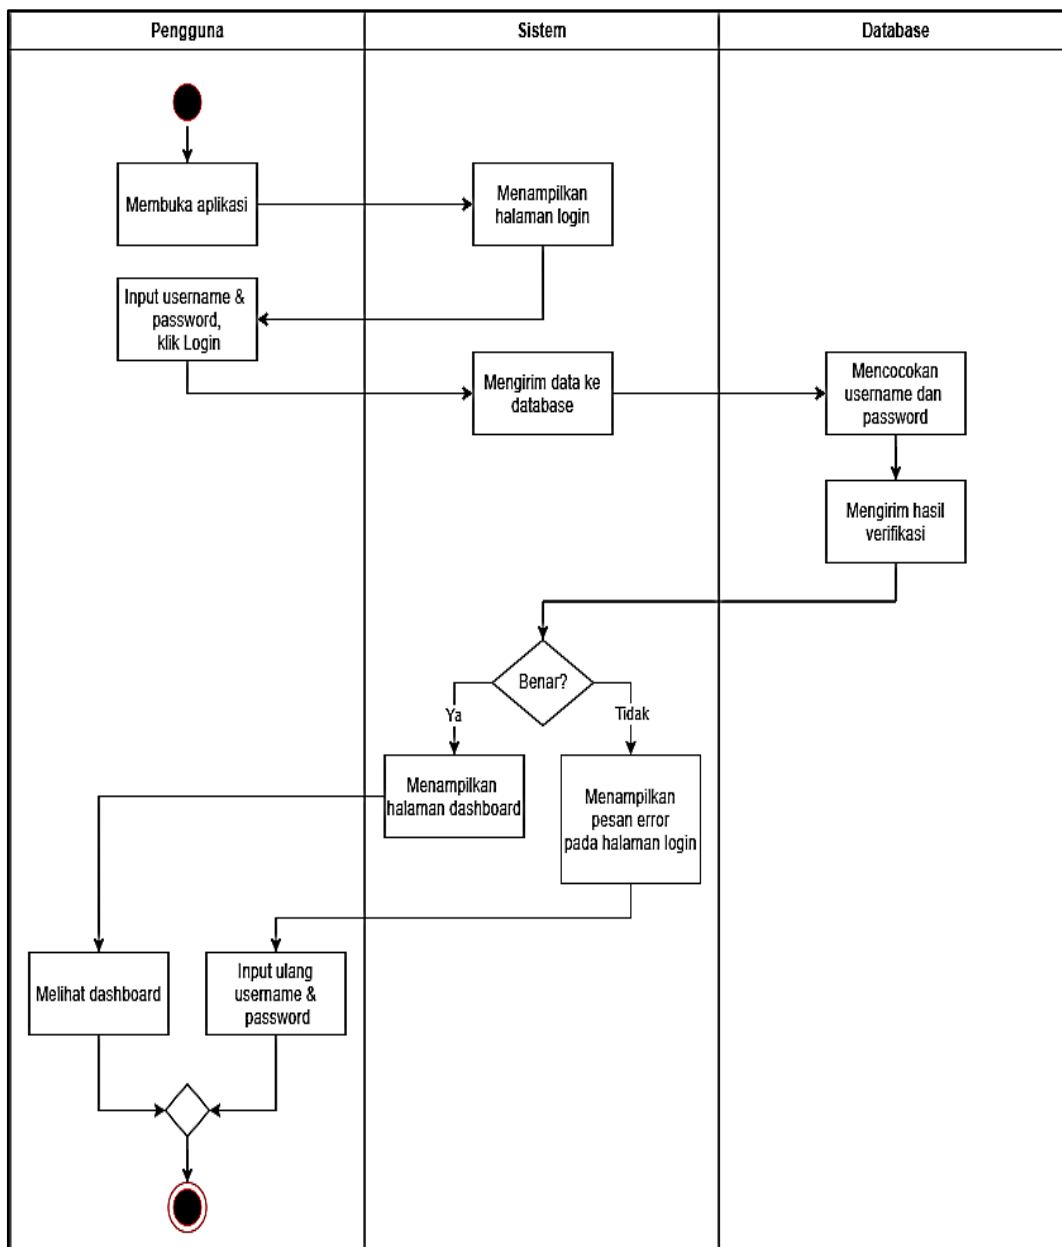 Pengguna
Sistem
Database
Membuka aplikasi
Menampilkan
halaman login
Input username &
password,
klik Login
Mengirim data ke
database
Mencocokan
username dan
password
Mengirim hasil
verifikasi
Benar?
Ya
Tidak
Menampilkan
halaman dashboard
Menampilkan
pesan error
pada halaman login
Melihat dashboard
Input ulang
username &
password